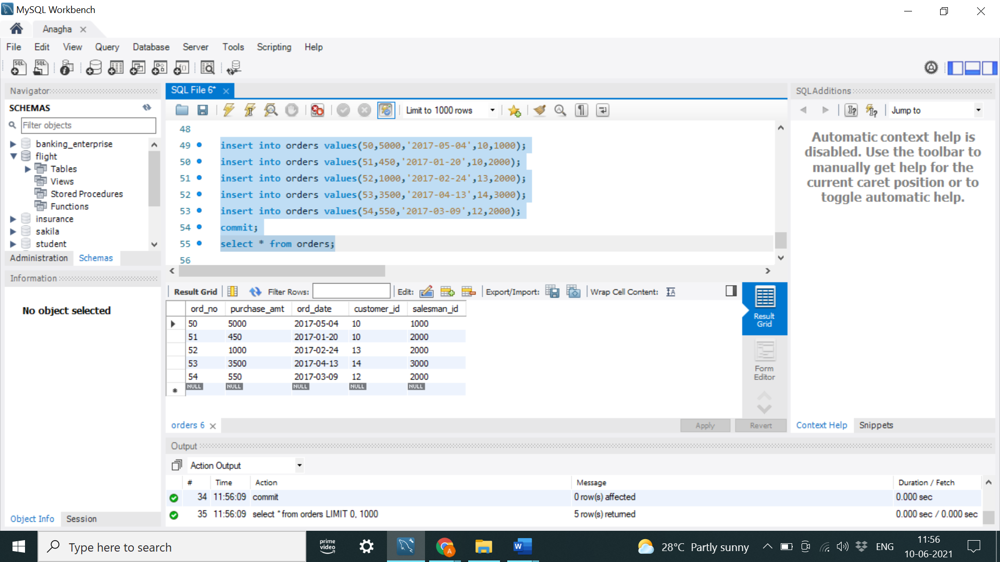 MySQL Workbench
Anagha
File Edit View Query Database Server Tools Scripting Help
Navigator
SCHEMAS
Filter objects
banking_enterprise
flight
Tables
Views
Stored Procedures
Functions
insurance
sakila
student
Administration Schemas
Information
No object selected
Object Info Session
SQL File 6*
Limit to 1000 rows
48
49 insert into orders values(50,5000,'2017-05-04',10,1000);
50 insert into orders values(51,450,'2017-01-20',10,2000);
51 insert into orders values(52,1000,'2017-02-24',13,2000);
52 insert into orders values(53,3500,'2017-04-13',14,3000);
53 insert into orders values(54,550,'2017-03-09',12,2000);
54 commit;
55 select * from orders;
56
Result Grid Filter Rows: Edit: Export/Import: Wrap Cell Content:
ord_no purchase_amt ord_date customer_id salesman_id
50 5000 2017-05-04 10 1000
51 450 2017-01-20 10 2000
52 1000 2017-02-24 13 2000
53 3500 2017-04-13 14 3000
54 550 2017-03-09 12 2000
NULL NULL NULL NULL NULL
Result
Grid
Form
Editor
orders 6
Apply Revert
SQLAdditions
Jump to
Automatic context help is
disabled. Use the toolbar to
manually get help for the
current caret position or to
toggle automatic help.
Context Help Snippets
Output
Action Output
# Time Action Message Duration / Fetch
34 11:56:09 commit 0 row(s) affected 0.000 sec
35 11:56:09 select * from orders LIMIT 0, 1000 5 row(s) returned 0.000 sec / 0.000 sec
Type here to search
prime
video
28°C Partly sunny
ENG
11:56
10-06-2021